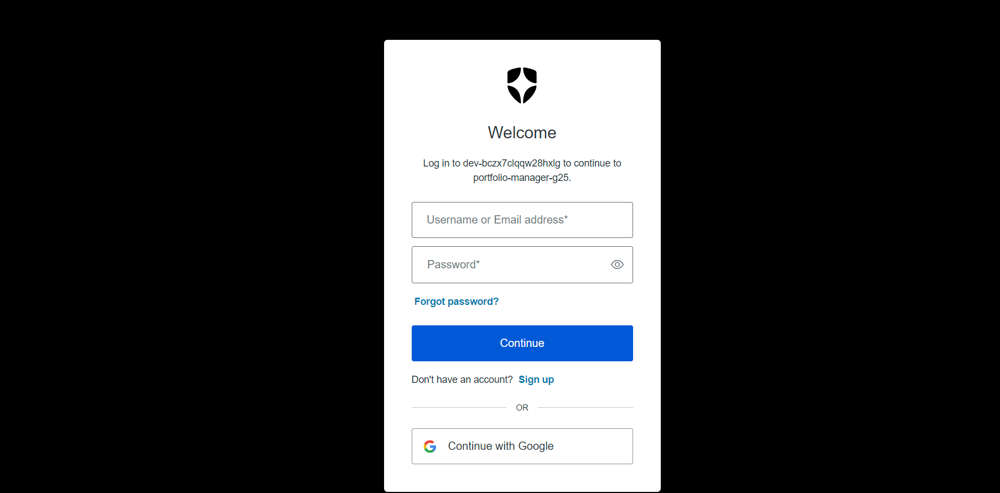 Welcome
Log in to dev-bczx7clqqw28hxlg to continue to
portfolio-manager-g25.
Username or Email address*
Password*
Forgot password?
Continue
Don't have an account? Sign up
OR
Continue with Google